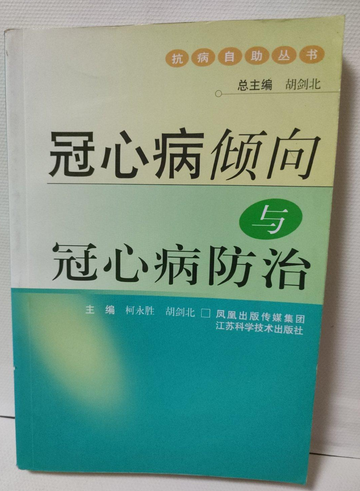 抗病自助丛书
总主编 胡剑北
冠心病倾向
与
冠心病防治
主 编 柯永胜 胡剑北 □ 凤凰出版传媒集团
江苏科学技术出版社